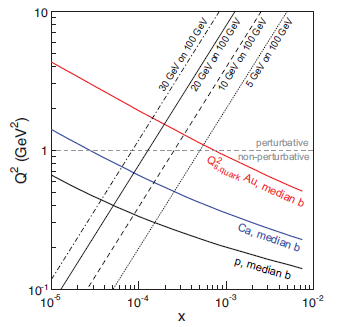 10
1
10-1
Q2 (GeV2)
30 GeV on 100 GeV
20 GeV on 100 GeV
10 GeV on 100 GeV
5 GeV on 100 GeV
perturbative
non-perturbative
Q2s,quark Au, median b
Ca, median b
p, median b
10-5
10-4
10-3
10-2
x